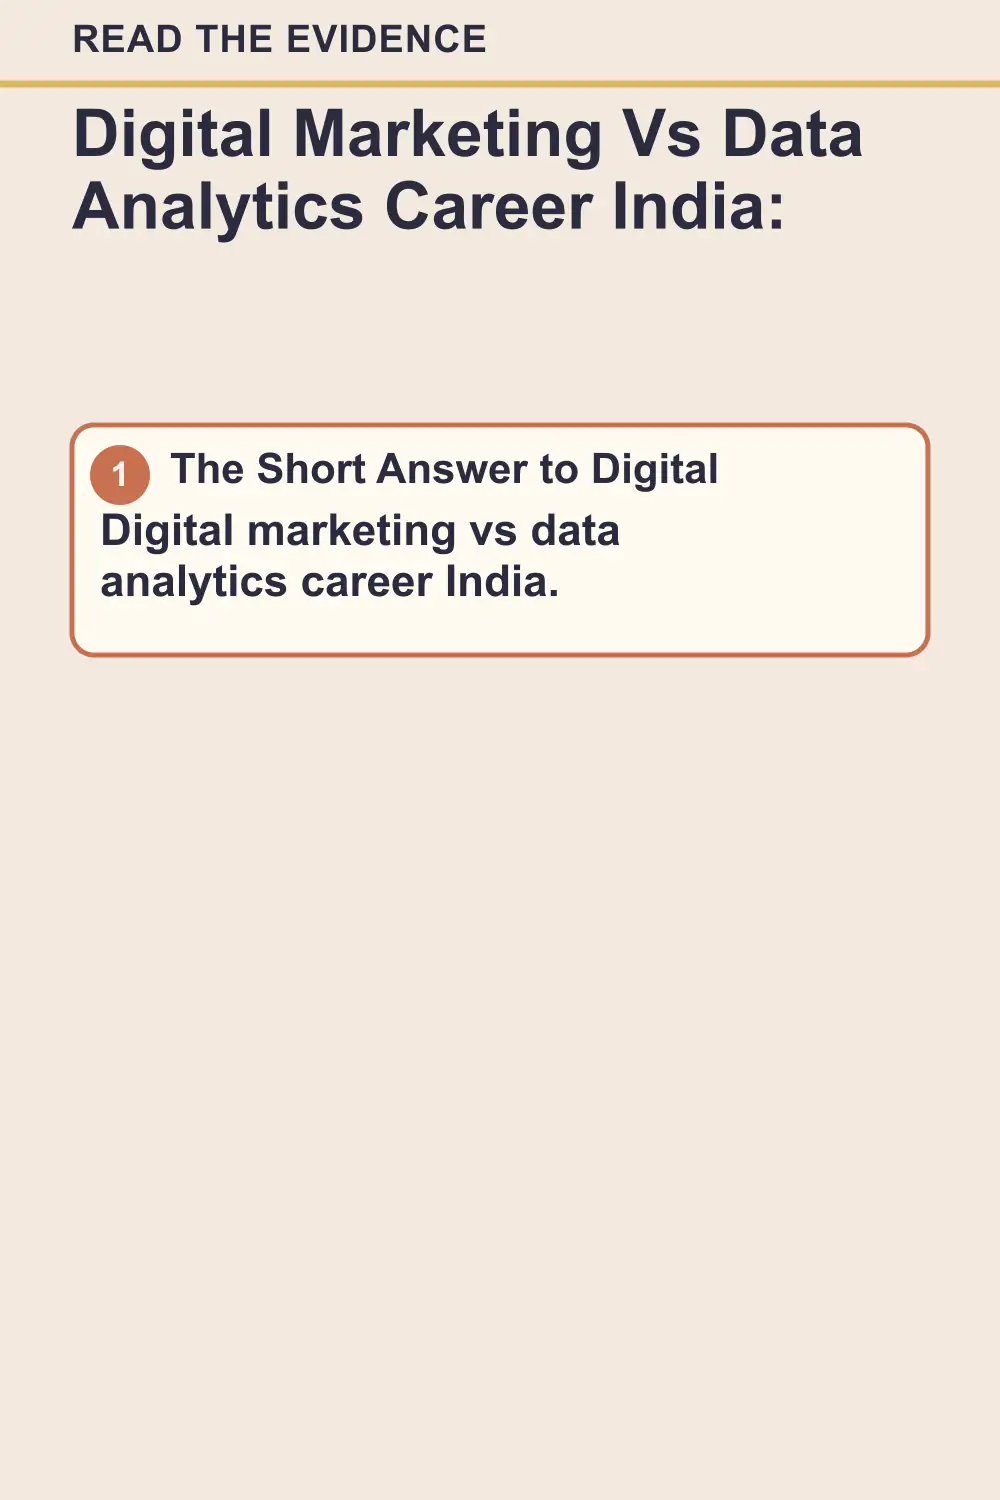 READ THE EVIDENCE
Digital Marketing Vs Data
Analytics Career India:
1 The Short Answer to Digital
Digital marketing vs data
analytics career India.